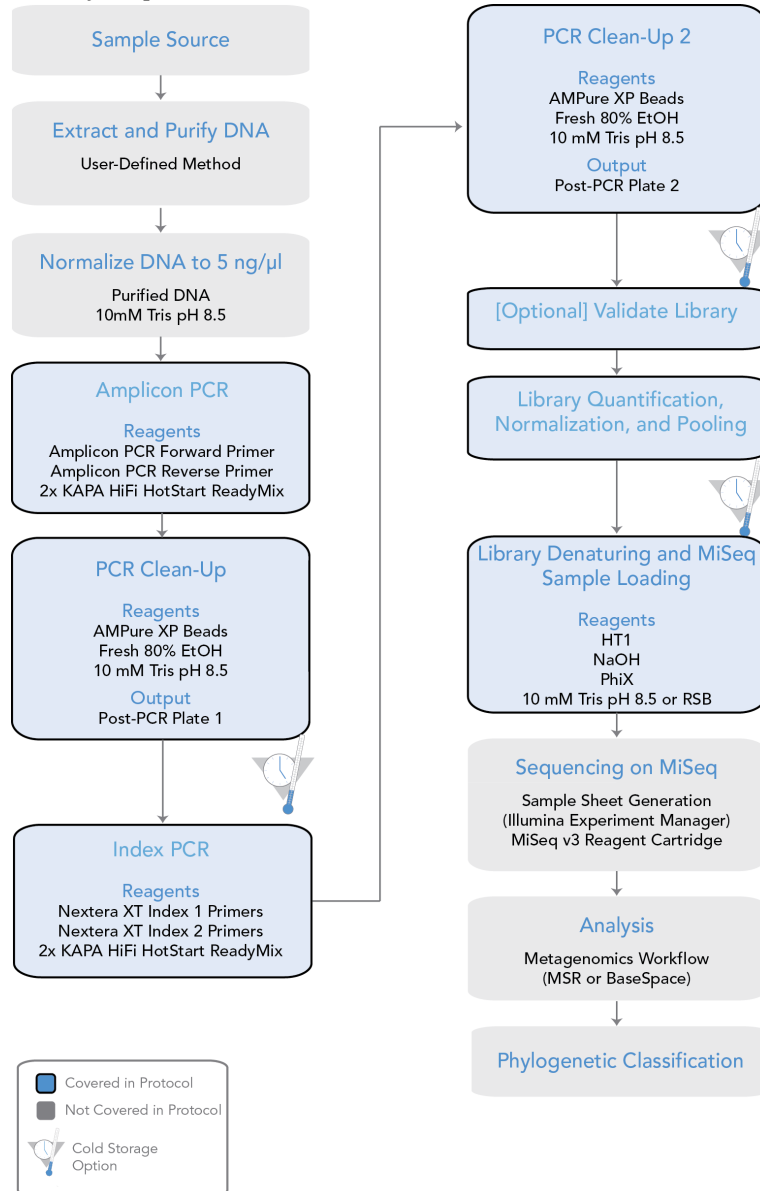 Sample Source
Extract and Purify DNA
User-Defined Method
Normalize DNA to 5 ng/µl
Purified DNA
10mM Tris pH 8.5
Amplicon PCR
Reagents
Amplicon PCR Forward Primer
Amplicon PCR Reverse Primer
2x KAPA HiFi HotStart ReadyMix
PCR Clean-Up
Reagents
AMPure XP Beads
Fresh 80% EtOH
10 mM Tris pH 8.5
Output
Post-PCR Plate 1
Index PCR
Reagents
Nextera XT Index 1 Primers
Nextera XT Index 2 Primers
2x KAPA HiFi HotStart ReadyMix
PCR Clean-Up 2
Reagents
AMPure XP Beads
Fresh 80% EtOH
10 mM Tris pH 8.5
Output
Post-PCR Plate 2
[Optional] Validate Library
Library Quantification,
Normalization, and Pooling
Library Denaturing and MiSeq
Sample Loading
Reagents
HT1
NaOH
PhiX
10 mM Tris pH 8.5 or RSB
Sequencing on MiSeq
Sample Sheet Generation
(Illumina Experiment Manager)
MiSeq v3 Reagent Cartridge
Analysis
Metagenomics Workflow
(MSR or BaseSpace)
Phylogenetic Classification
Covered in Protocol
Not Covered in Protocol
Cold Storage
Option